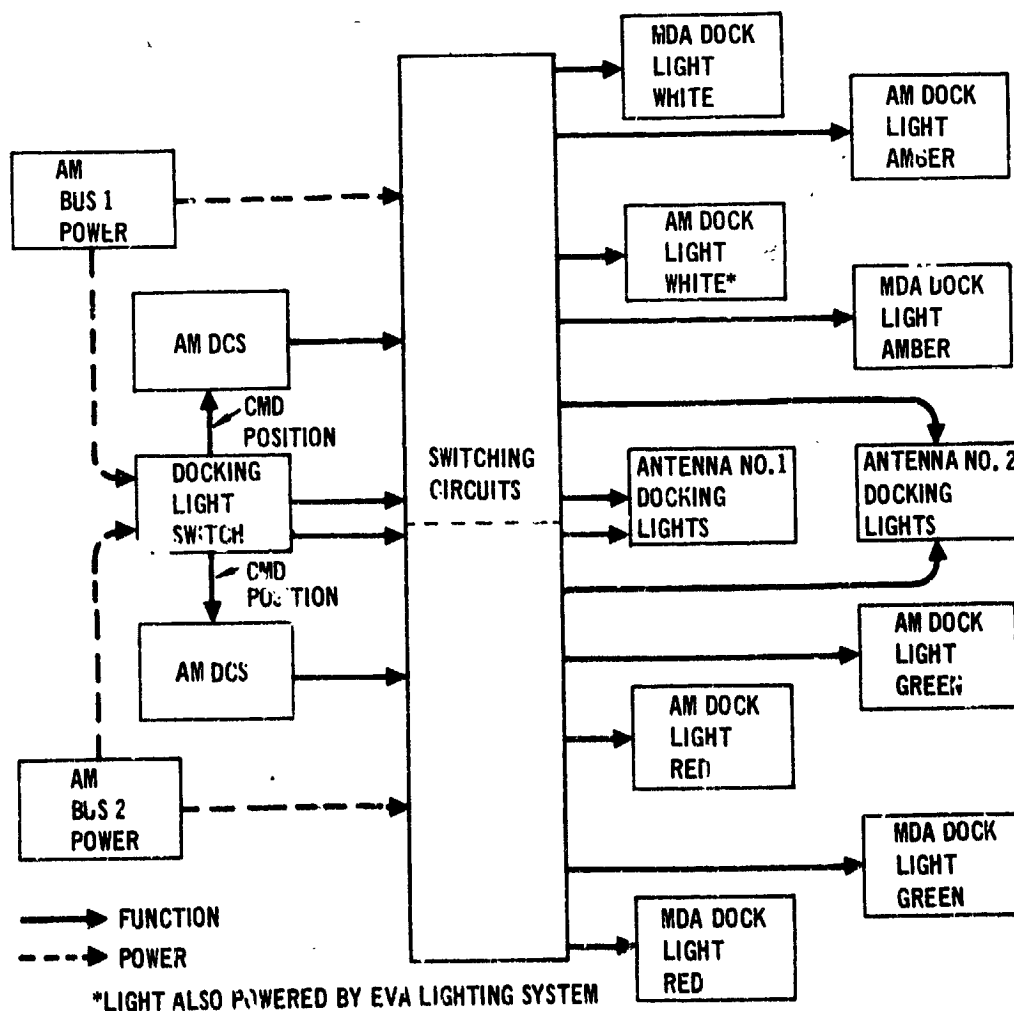 MDA DOCK
LIGHT
WHITE
AM DOCK
LIGHT
AMBER
AM
BUS 1
POWER
AM DOCK
LIGHT
WHITE*
MDA DOCK
LIGHT
AMBER
AM DCS
CMD
POSITION
DOCKING
LIGHT
SWITCH
SWITCHING
CIRCUITS
ANTENNA NO. 1
DOCKING
LIGHTS
ANTENNA NO. 2
DOCKING
LIGHTS
CMD
POSITION
AM DCS
AM DOCK
LIGHT
GREEN
AM DOCK
LIGHT
RED
AM
BUS 2
POWER
MDA DOCK
LIGHT
GREEN
MDA DOCK
LIGHT
RED
FUNCTION
POWER
*LIGHT ALSO POWERED BY EVA LIGHTING SYSTEM